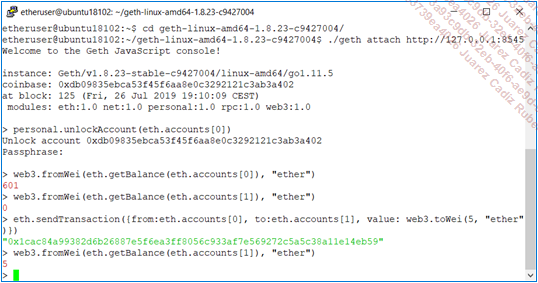 etheruser@ubuntu18102: ~/geth-linux-amd64-1.8.23-c9427004
etheruser@ubuntu18102:~$ cd geth-linux-amd64-1.8.23-c9427004/
etheruser@ubuntu18102:~/geth-linux-amd64-1.8.23-c9427004$ ./geth attach http://127.0.0.1:8545
Welcome to the Geth JavaScript console!
instance: Geth/v1.8.23-stable-c9427004/linux-amd64/go1.11.5
coinbase: 0xdb09835ebca53f45f6aa8e0c3292121c3ab3a402
at block: 125 (Fri, 26 Jul 2019 19:10:09 CEST)
modules: eth:1.0 net:1.0 personal:1.0 rpc:1.0 web3:1.0
> personal.unlockAccount(eth.accounts[0])
Unlock account 0xdb09835ebca53f45f6aa8e0c3292121c3ab3a402
Passphrase:
> web3.fromWei(eth.getBalance(eth.accounts[0]), "ether")
601
> web3.fromWei(eth.getBalance(eth.accounts[1]), "ether")
0
> eth.sendTransaction({from:eth.accounts[0], to:eth.accounts[1], value: web3.toWei(5, "ether"
)})
"0x1cac84a99382d6b26887e5f6ea3ff8056c933af7e569272c5a5c38a11e14eb59"
> web3.fromWei(eth.getBalance(eth.accounts[1]), "ether")
5
>